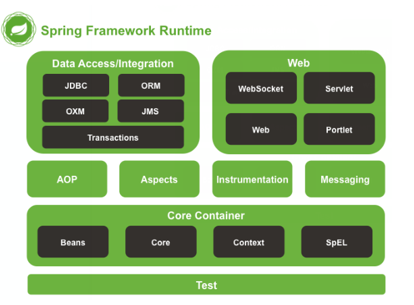 Spring Framework Runtime
Data Access/Integration
JDBC
ORM
OXM
JMS
Transactions
Web
WebSocket
Servlet
Web
Portlet
AOP
Aspects
Instrumentation
Messaging
Core Container
Beans
Core
Context
SpEL
Test